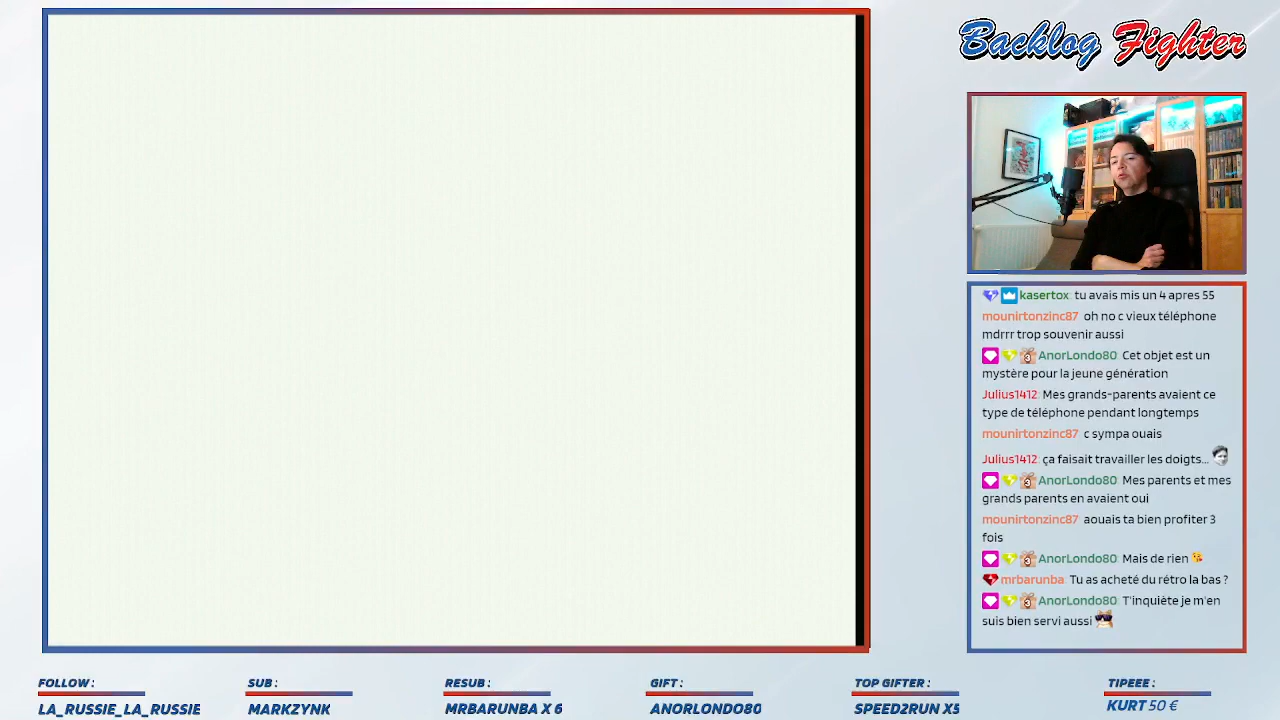 Backlog Fighter
kasertox: tu avais mis un 4 apres 55
mounirtonzinc87 oh no c vieux téléphone
mdrrr trop souvenir aussi
AnorLondo80: Cet objet est un
mystère pour la jeune génération
Julius1412: Mes grands-parents avaient ce
type de téléphone pendant longtemps
mounirtonzinc87 c sympa ouais
Julius1412: ça faisait travailler les doigts...
AnorLondo80: Mes parents et mes
grands parents en avaient oui
mounirtonzinc87 aouais ta bien profiter 3
fois
AnorLondo80: Mais de rien
mrbarunba: Tu as acheté du rétro la bas ?
AnorLondo80: T'inquiète je m'en
suis bien servi aussi
FOLLOW : SUB : RESUB : GIFT : TOP GIFTER : TIPEEE :
LA_RUSSIE_LA_RUSSIE MARKZYNK MRBARUNBA X 6 ANORLONDO80 SPEED2RUN X5 KURT 50 €